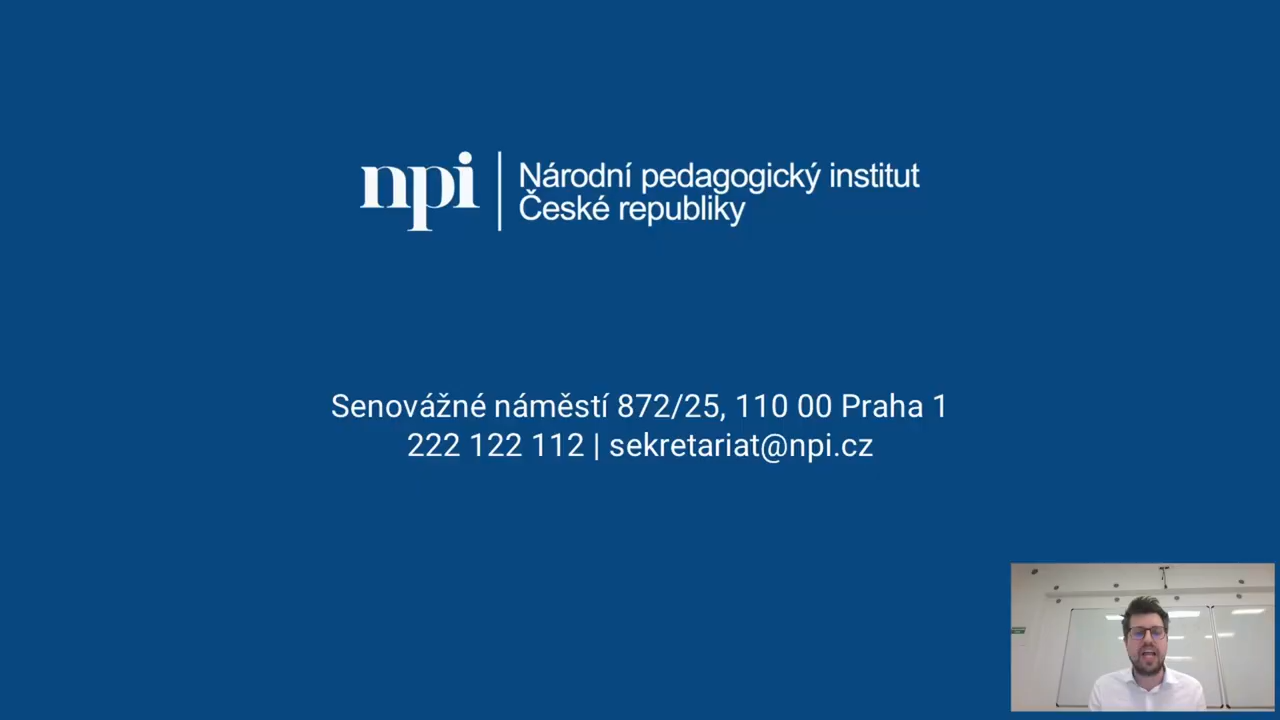 npi
Národní pedagogický institut
České republiky
Senovážné náměstí 872/25, 110 00 Praha 1
222 122 112 | sekretariat@npi.cz